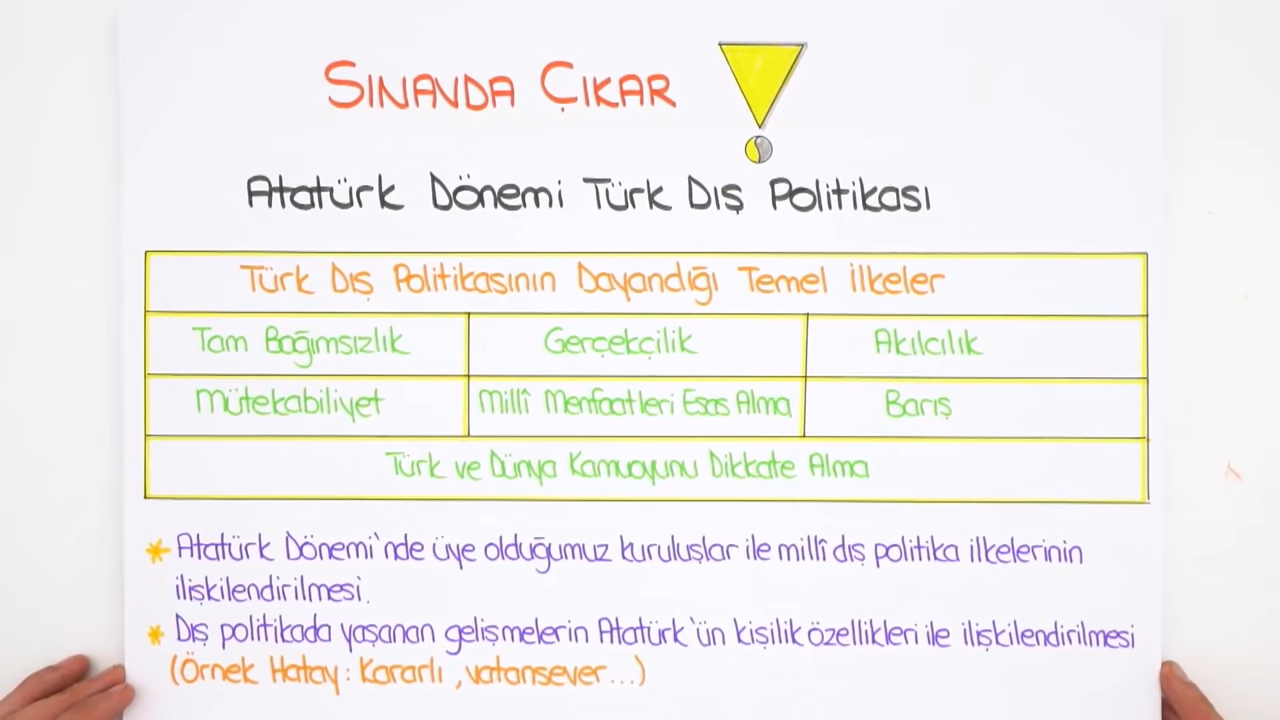 SINAVDA ÇIKAR
Atatürk Dönemi Türk Dış Politikası
Türk Dış Politikasının Dayandığı Temel İlkeler
Tam Bağımsızlık Gerçekçilik Akılcılık
Mütekabiliyet Millî Menfaatleri Esas Alma Barış
Türk ve Dünya Kamuoyunu Dikkate Alma
* Atatürk Dönemi'nde üye olduğumuz kuruluşlar ile millî dış politika ilkelerinin
ilişkilendirilmesi.
* Dış politikada yaşanan gelişmelerin Atatürk'ün kişilik özellikleri ile ilişkilendirilmesi
(Örnek Hatay: Kararlı, vatansever...)